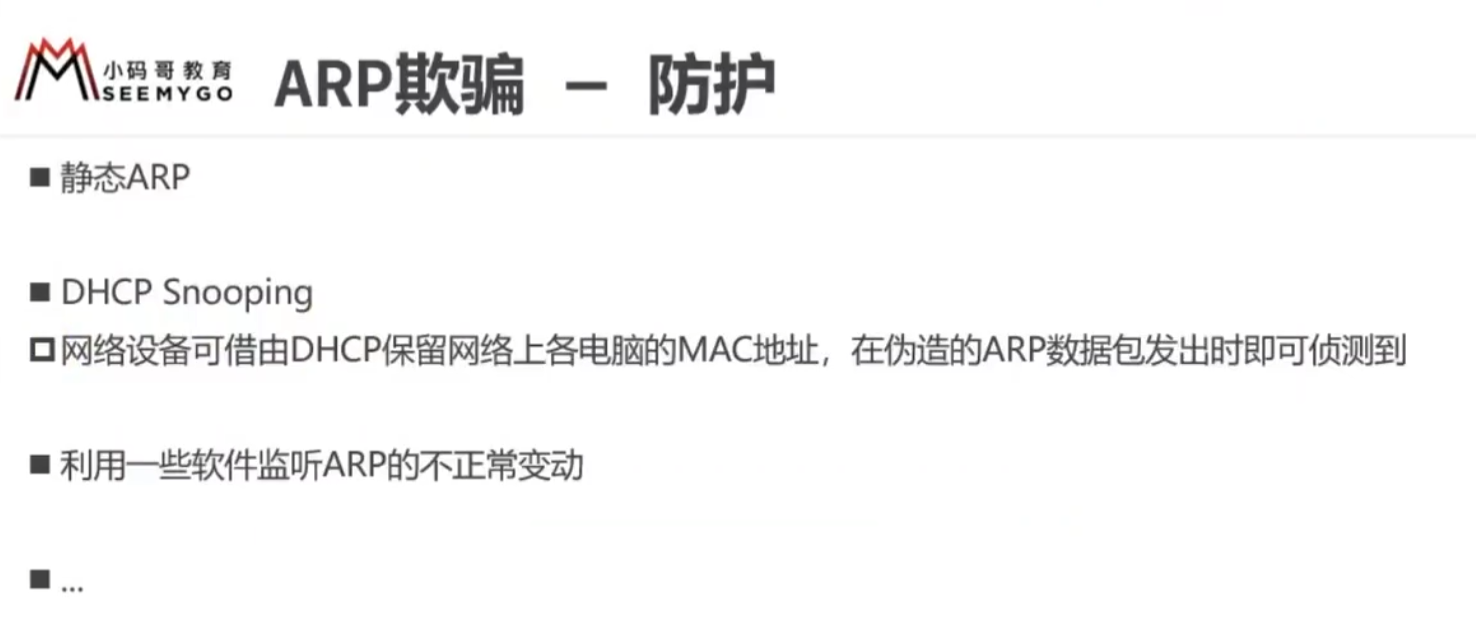 小码哥教育
SEEMYGO
ARP欺骗 - 防护
■ 静态ARP
■ DHCP Snooping
□ 网络设备可借由DHCP保留网络上各电脑的MAC地址，在伪造的ARP数据包发出时即可侦测到
■ 利用一些软件监听ARP的不正常变动
■ ...